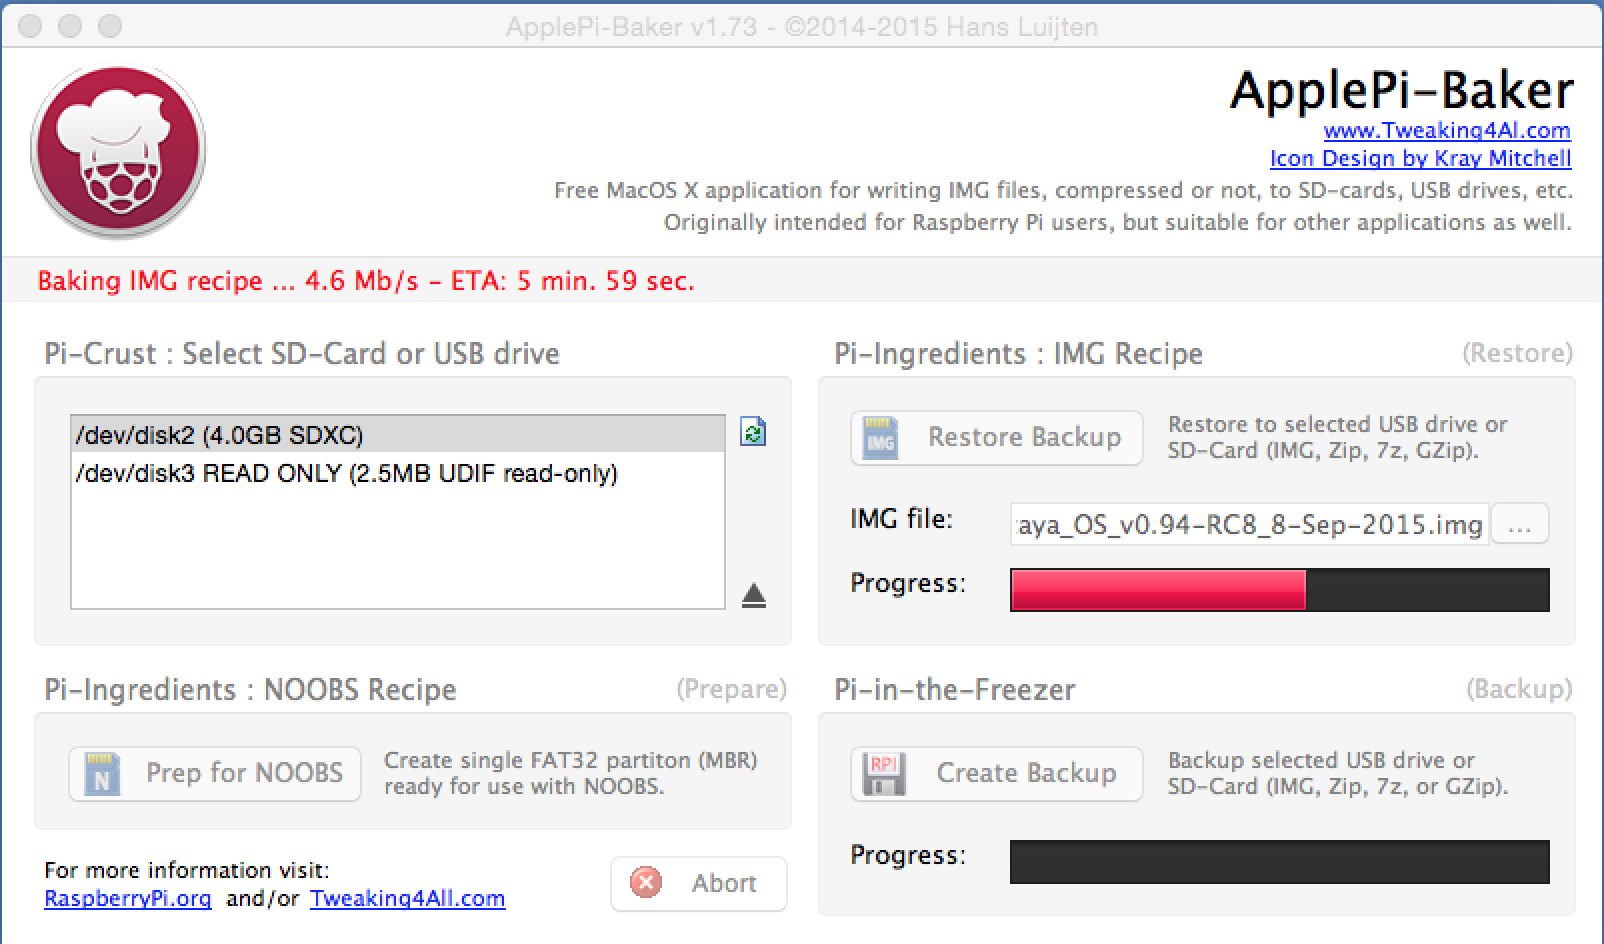 ApplePi-Baker v1.73 - ©2014-2015 Hans Luijten
ApplePi-Baker
www.Tweaking4Al.com
Icon Design by Kray Mitchell
Free MacOS X application for writing IMG files, compressed or not, to SD-cards, USB drives, etc.
Originally intended for Raspberry Pi users, but suitable for other applications as well.
Baking IMG recipe ... 4.6 Mb/s - ETA: 5 min. 59 sec.
Pi-Crust : Select SD-Card or USB drive
/dev/disk2 (4.0GB SDXC)
/dev/disk3 READ ONLY (2.5MB UDIF read-only)
Pi-Ingredients : IMG Recipe (Restore)
IMG Restore Backup
Restore to selected USB drive or
SD-Card (IMG, Zip, 7z, GZip).
IMG file: aya_OS_v0.94-RC8_8-Sep-2015.img ...
Progress:
Pi-Ingredients : NOOBS Recipe (Prepare)
N Prep for NOOBS
Create single FAT32 partiton (MBR)
ready for use with NOOBS.
Pi-in-the-Freezer (Backup)
RPI Create Backup
Backup selected USB drive or
SD-Card (IMG, Zip, 7z, or GZip).
Progress:
For more information visit:
RaspberryPi.org and/or Tweaking4All.com
Abort